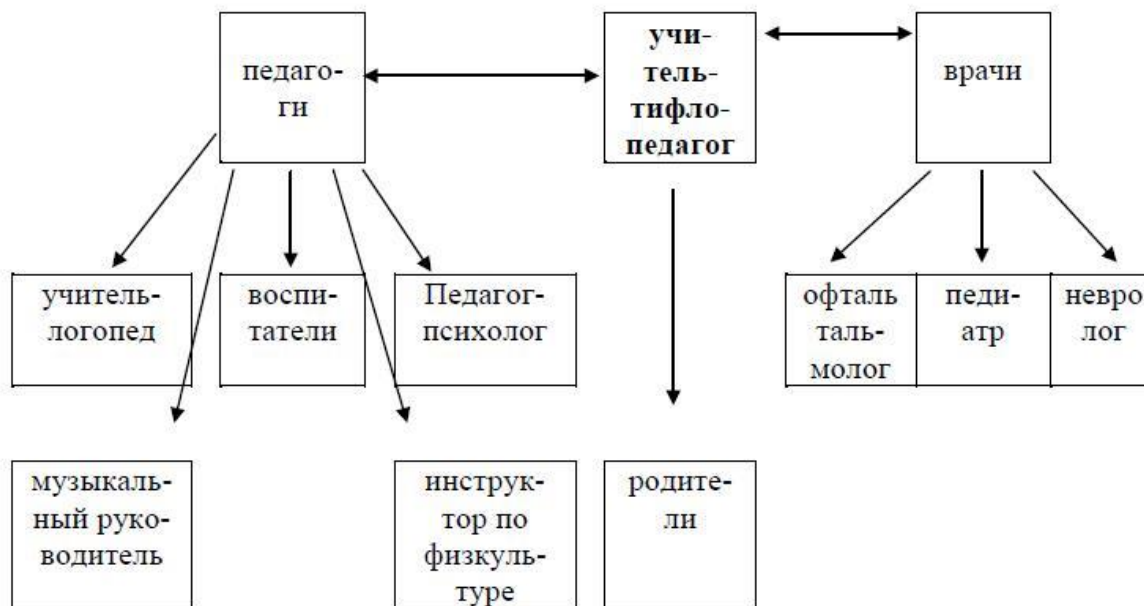 педаго-
ги
учи-
тель-
тифло-
педагог
врачи
учитель-
логопед
воспи-
татели
Педагог-
психолог
офталь
таль-
молог
педи-
атр
невро
лог
музыкаль-
ный руко-
водитель
инструк-
тор по
физкуль-
туре
родите-
ли